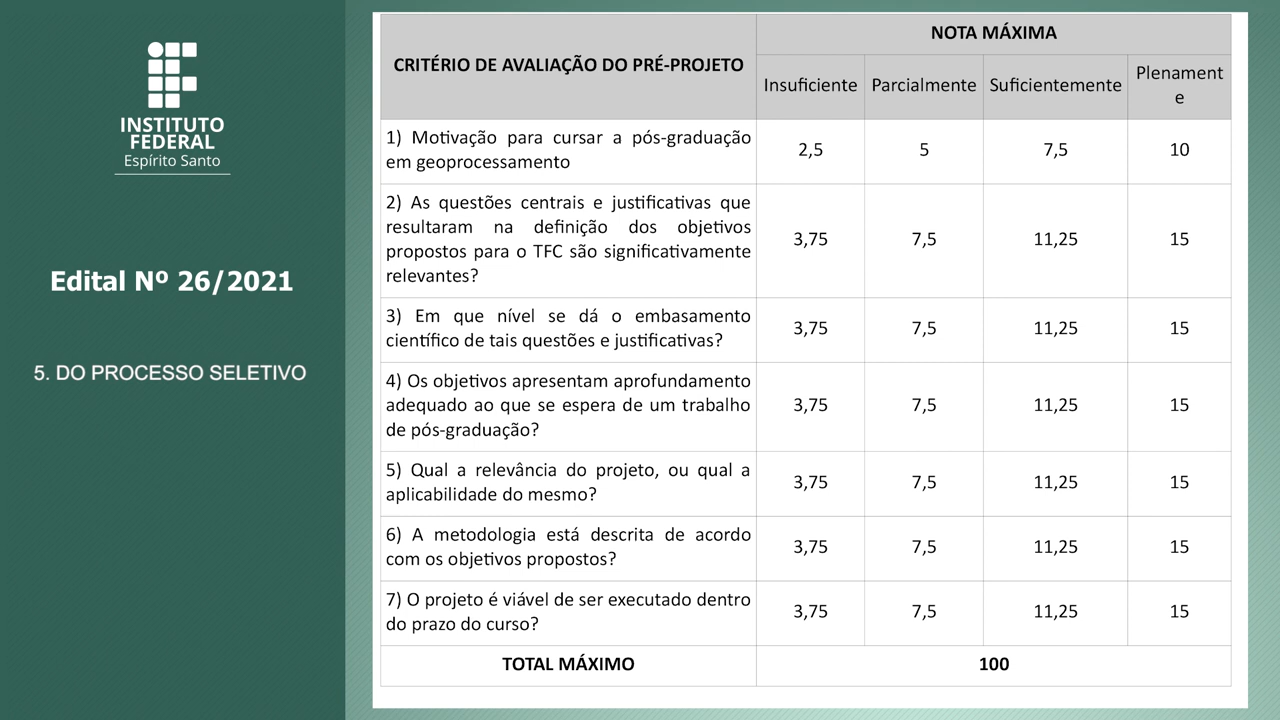 INSTITUTO
FEDERAL
Espírito Santo
Edital Nº 26/2021
5. DO PROCESSO SELETIVO
CRITÉRIO DE AVALIAÇÃO DO PRÉ-PROJETO
NOTA MÁXIMA
Insuficiente
Parcialmente
Suficientemente
Plenament
e
1) Motivação para cursar a pós-graduação
em geoprocessamento
2,5
5
7,5
10
2) As questões centrais e justificativas que
resultaram na definição dos objetivos
propostos para o TFC são significativamente
relevantes?
3,75
7,5
11,25
15
3) Em que nível se dá o embasamento
científico de tais questões e justificativas?
3,75
7,5
11,25
15
4) Os objetivos apresentam aprofundamento
adequado ao que se espera de um trabalho
de pós-graduação?
3,75
7,5
11,25
15
5) Qual a relevância do projeto, ou qual a
aplicabilidade do mesmo?
3,75
7,5
11,25
15
6) A metodologia está descrita de acordo
com os objetivos propostos?
3,75
7,5
11,25
15
7) O projeto é viável de ser executado dentro
do prazo do curso?
3,75
7,5
11,25
15
TOTAL MÁXIMO
100